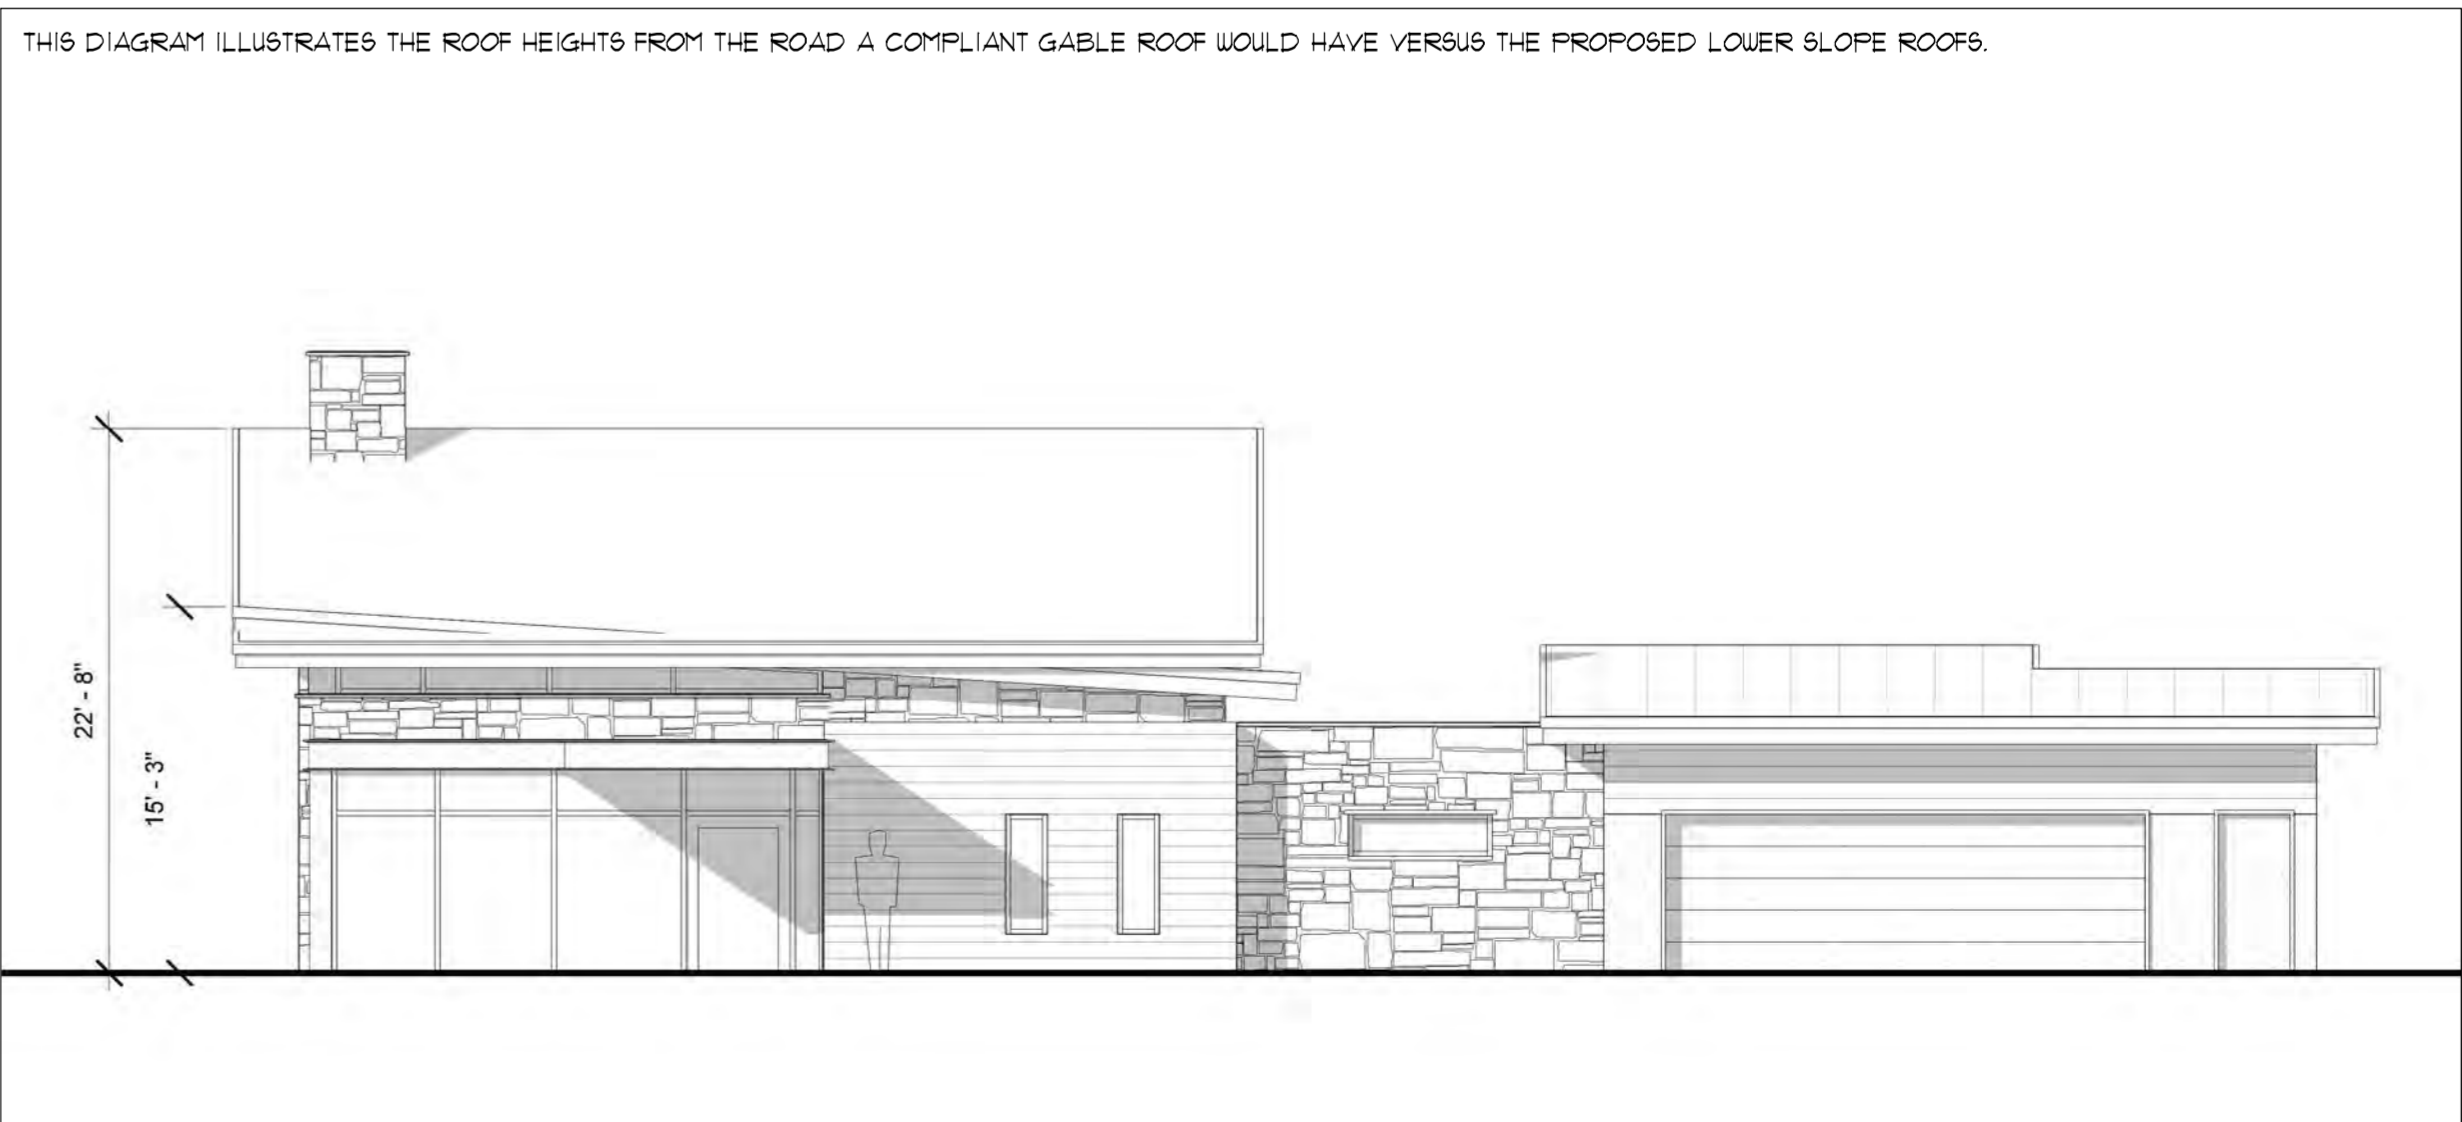 THIS DIAGRAM ILLUSTRATES THE ROOF HEIGHTS FROM THE ROAD A COMPLIANT GABLE ROOF WOULD HAVE VERSUS THE PROPOSED LOWER SLOPE ROOFS.
22' - 8"
15' - 3"